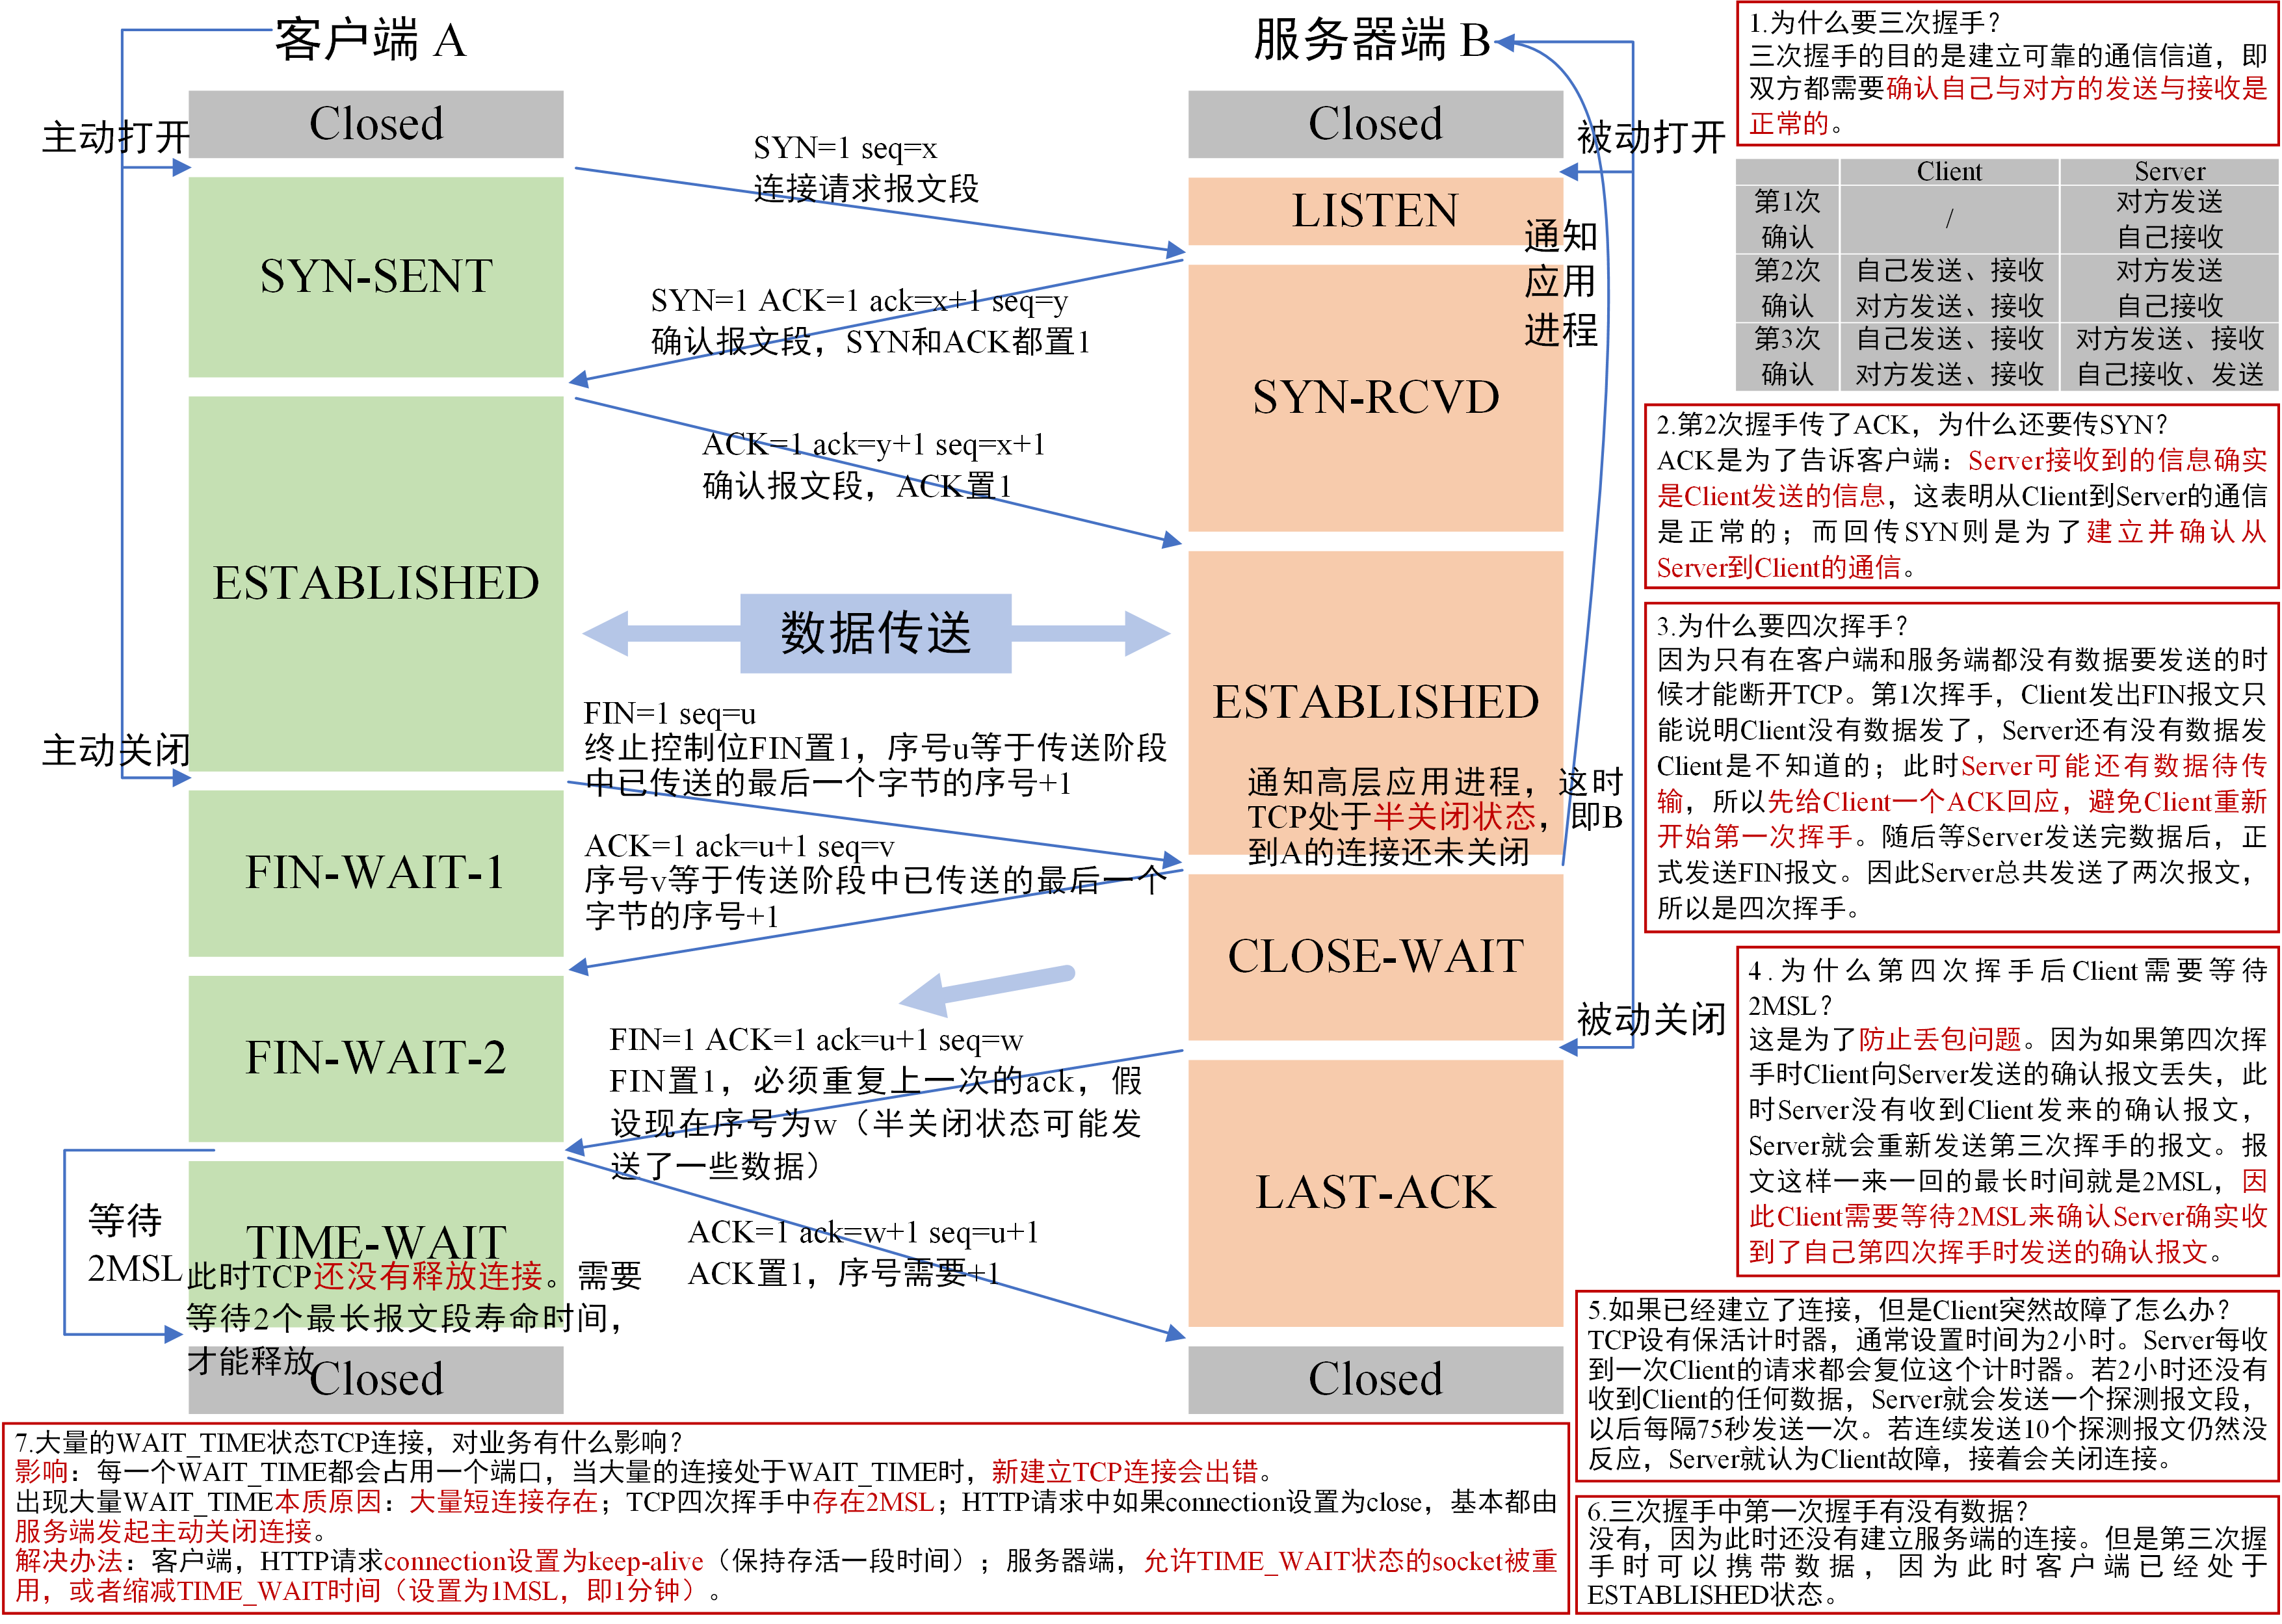 客户端 A
服务器端 B
Closed
Closed
主动打开
被动打开
SYN=1 seq=x
连接请求报文段
LISTEN
通知
应用
进程
SYN-SENT
SYN=1 ACK=1 ack=x+1 seq=y
确认报文段，SYN和ACK都置1
SYN-RCVD
ACK=1 ack=y+1 seq=x+1
确认报文段，ACK置1
ESTABLISHED
数据传送
ESTABLISHED
主动关闭
FIN=1 seq=u
终止控制位FIN置1，序号u等于传送阶段
中已传送的最后一个字节的序号+1
通知高层应用进程，这时
TCP处于半关闭状态，即B
到A的连接还未关闭
FIN-WAIT-1
ACK=1 ack=u+1 seq=v
序号v等于传送阶段中已传送的最后一个
字节的序号+1
CLOSE-WAIT
被动关闭
FIN-WAIT-2
FIN=1 ACK=1 ack=u+1 seq=w
FIN置1，必须重复上一次的ack，假
设现在序号为w（半关闭状态可能发
送了一些数据）
LAST-ACK
等待
2MSL
TIME-WAIT
此时TCP还没有释放连接。需要
等待2个最长报文段寿命时间，
才能释放
ACK=1 ack=w+1 seq=u+1
ACK置1，序号需要+1
Closed
Closed
1.为什么要三次握手？
三次握手的目的是建立可靠的通信信道，即
双方都需要确认自己与对方的发送与接收是
正常的。
Client Server
第1次 / 对方发送
确认 自己接收
第2次 自己发送、接收 对方发送
确认 对方发送、接收 自己接收
第3次 自己发送、接收 对方发送、接收
确认 对方发送、接收 自己接收、发送
2.第2次握手传了ACK，为什么还要传SYN？
ACK是为了告诉客户端：Server接收到的信息确实
是Client发送的信息，这表明从Client到Server的通信
是正常的；而回传SYN则是为了建立并确认从
Server到Client的通信。
3.为什么要四次挥手？
因为只有在客户端和服务端都没有数据要发送的时
候才能断开TCP。第1次挥手，Client发出FIN报文只
能说明Client没有数据发了，Server还有没有数据发
Client是不知道的；此时Server可能还有数据待传
输，所以先给Client一个ACK回应，避免Client重新
开始第一次挥手。随后等Server发送完数据后，正
式发送FIN报文。因此Server总共发送了两次报文，
所以是四次挥手。
4.为什么第四次挥手后Client需要等待
2MSL？
这是为了防止丢包问题。因为如果第四次挥
手时Client向Server发送的确认报文丢失，此
时Server没有收到Client发来的确认报文，
Server就会重新发送第三次挥手的报文。报
文这样一来一回的最长时间就是2MSL，因
此Client需要等待2MSL来确认Server确实收
到了自己第四次挥手时发送的确认报文。
5.如果已经建立了连接，但是Client突然故障了怎么办？
TCP设有保活计时器，通常设置时间为2小时。Server每收
到一次Client的请求都会复位这个计时器。若2小时还没有
收到Client的任何数据，Server就会发送一个探测报文段，
以后每隔75秒发送一次。若连续发送10个探测报文仍然没
反应，Server就认为Client故障，接着会关闭连接。
6.三次握手中第一次握手有没有数据？
没有，因为此时还没有建立服务端的连接。但是第三次握
手时可以携带数据，因为此时客户端已经处于
ESTABLISHED状态。
7.大量的WAIT_TIME状态TCP连接，对业务有什么影响？
影响：每一个WAIT_TIME都会占用一个端口，当大量的连接处于WAIT_TIME时，新建立TCP连接会出错。
出现大量WAIT_TIME本质原因：大量短连接存在；TCP四次挥手中存在2MSL；HTTP请求中如果connection设置为close，基本都由
服务端发起主动关闭连接。
解决办法：客户端，HTTP请求connection设置为keep-alive（保持存活一段时间）；服务器端，允许TIME_WAIT状态的socket被重
用，或者缩减TIME_WAIT时间（设置为1MSL，即1分钟）。